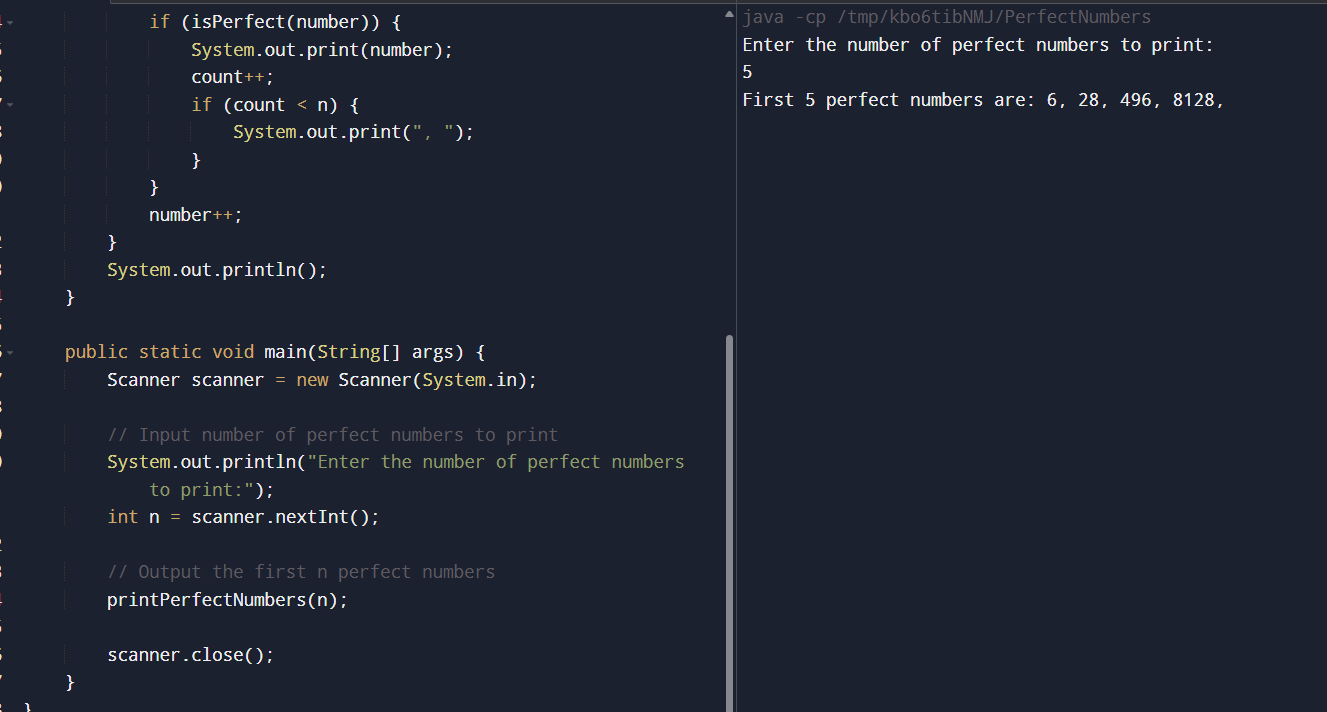 if (isPerfect(number)) {
System.out.print(number);
count++;
if (count < n) {
System.out.print(", ");
}
}
number++;
}
System.out.println();
}
public static void main(String[] args) {
Scanner scanner = new Scanner(System.in);
// Input number of perfect numbers to print
System.out.println("Enter the number of perfect numbers
to print:");
int n = scanner.nextInt();
// Output the first n perfect numbers
printPerfectNumbers(n);
scanner.close();
}
}
java -cp /tmp/kbo6tibNMJ/PerfectNumbers
Enter the number of perfect numbers to print:
5
First 5 perfect numbers are: 6, 28, 496, 8128,